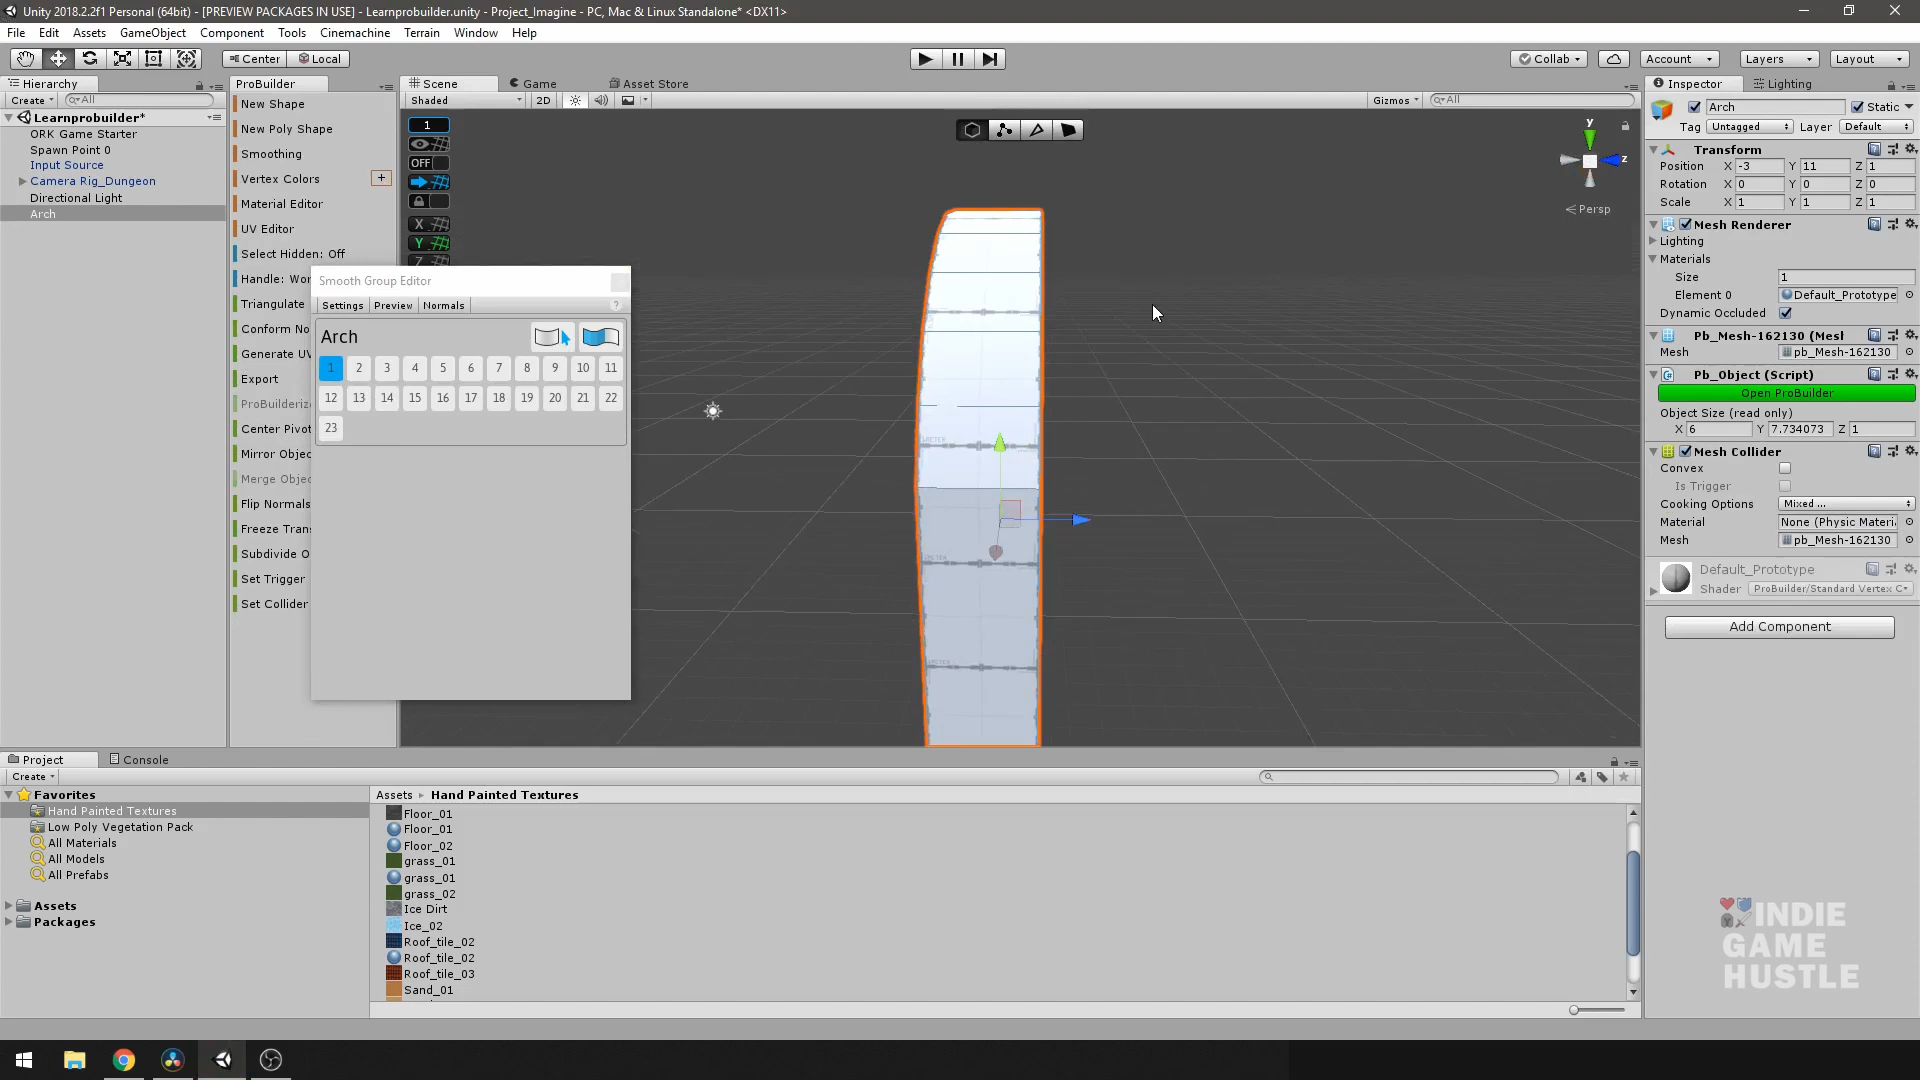 Unity 2018.2.2f1 Personal (64bit) - [PREVIEW PACKAGES IN USE] - Learnprobuilder.unity - Project_Imagine - PC, Mac & Linux Standalone* <DX11>
File Edit Assets GameObject Component Tools Cinemachine Terrain Window Help
Center Local Collab Account Layers Layout
Hierarchy
Create All
Learnprobuilder*
ORK Game Starter
Spawn Point 0
Input Source
Camera Rig_Dungeon
Directional Light
Arch
ProBuilder
New Shape
New Poly Shape
Smoothing
Vertex Colors +
Material Editor
UV Editor
Select Hidden: Off
Handle: Wor
Triangulate
Conform No
Generate UV
Export
ProBuilderize
Center Pivot
Mirror Objec
Merge Objec
Flip Normals
Freeze Trans
Subdivide O
Set Trigger
Set Collider
Smooth Group Editor
Settings Preview Normals ?
Arch
1 2 3 4 5 6 7 8 9 10 11
12 13 14 15 16 17 18 19 20 21 22
23
Scene Game Asset Store
Shaded 2D Gizmos All
1
OFF
X
Y
Z
y
z
Persp
Inspector Lighting
Arch Static
Tag Untagged Layer Default
Transform
Position X -3 Y 11 Z 1
Rotation X 0 Y 0 Z 0
Scale X 1 Y 1 Z 1
Mesh Renderer
Lighting
Materials
Size 1
Element 0 Default_Prototype
Dynamic Occluded
Pb_Mesh-162130 (Mesl
Mesh pb_Mesh-162130
Pb_Object (Script)
Open ProBuilder
Object Size (read only)
X 6 Y 7.734073 Z 1
Mesh Collider
Convex
Is Trigger
Cooking Options Mixed ...
Material None (Physic Materi
Mesh pb_Mesh-162130
Default_Prototype
Shader ProBuilder/Standard Vertex C
Add Component
Project Console
Create
Favorites
Hand Painted Textures
Low Poly Vegetation Pack
All Materials
All Models
All Prefabs
Assets
Packages
Assets Hand Painted Textures
Floor_01
Floor_01
Floor_02
grass_01
grass_01
grass_02
Ice Dirt
Ice_02
Roof_tile_02
Roof_tile_02
Roof_tile_03
Sand_01
INDIE
GAME
HUSTLE